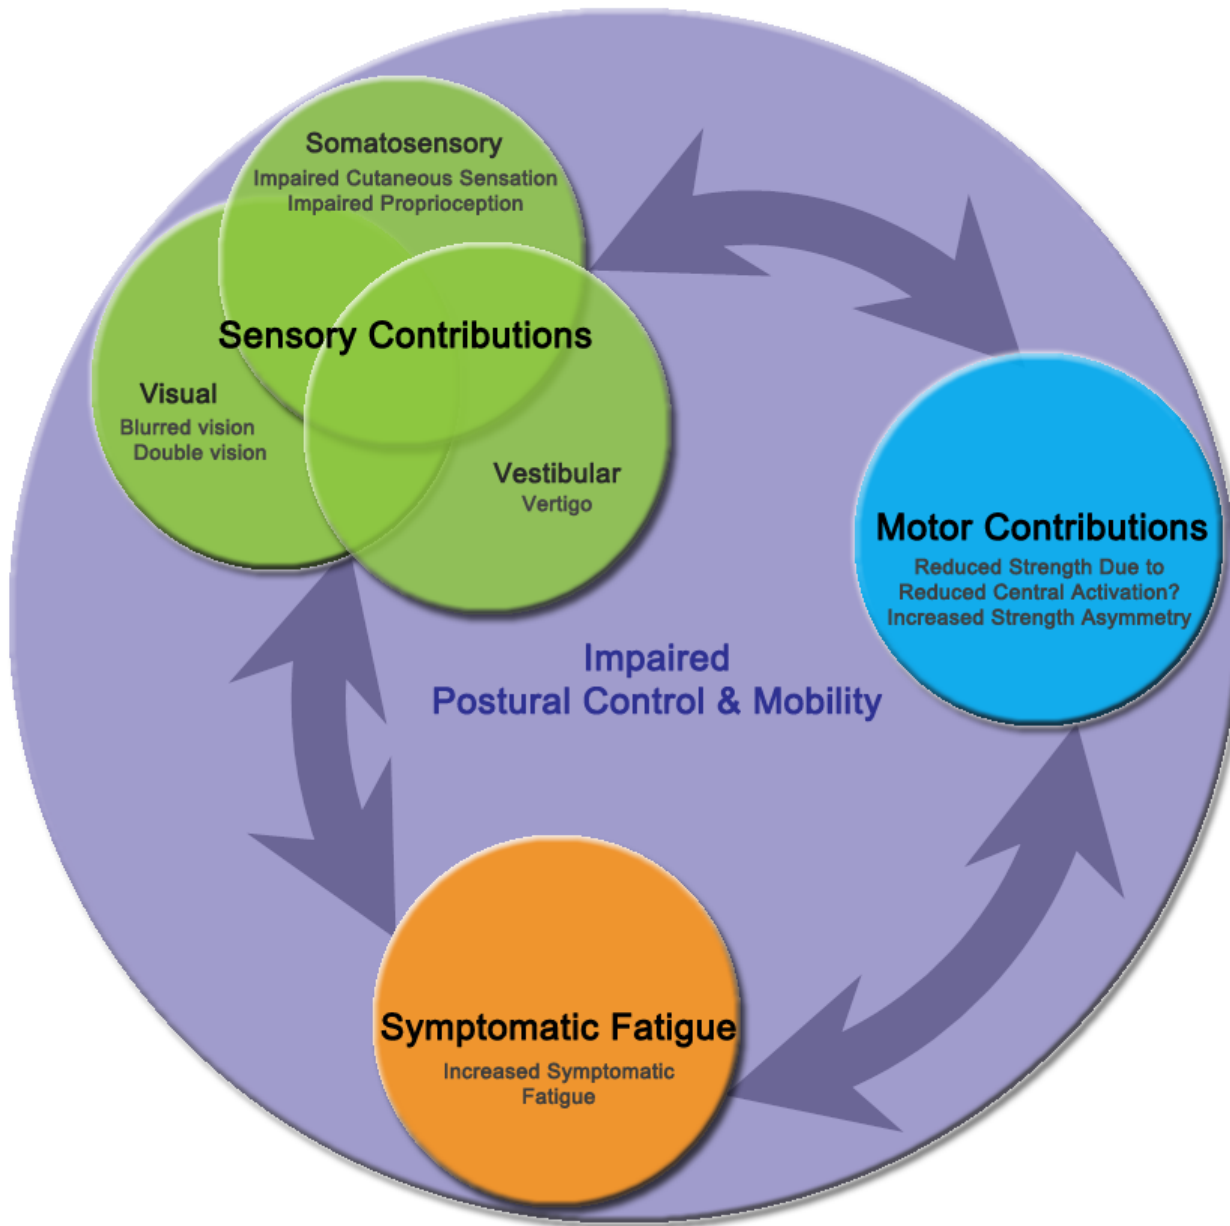 Somatosensory
Impaired Cutaneous Sensation
Impaired Proprioception
Sensory Contributions
Visual
Blurred vision
Double vision
Vestibular
Vertigo
Motor Contributions
Reduced Strength Due to
Reduced Central Activation?
Increased Strength Asymmetry
Impaired
Postural Control & Mobility
Symptomatic Fatigue
Increased Symptomatic
Fatigue